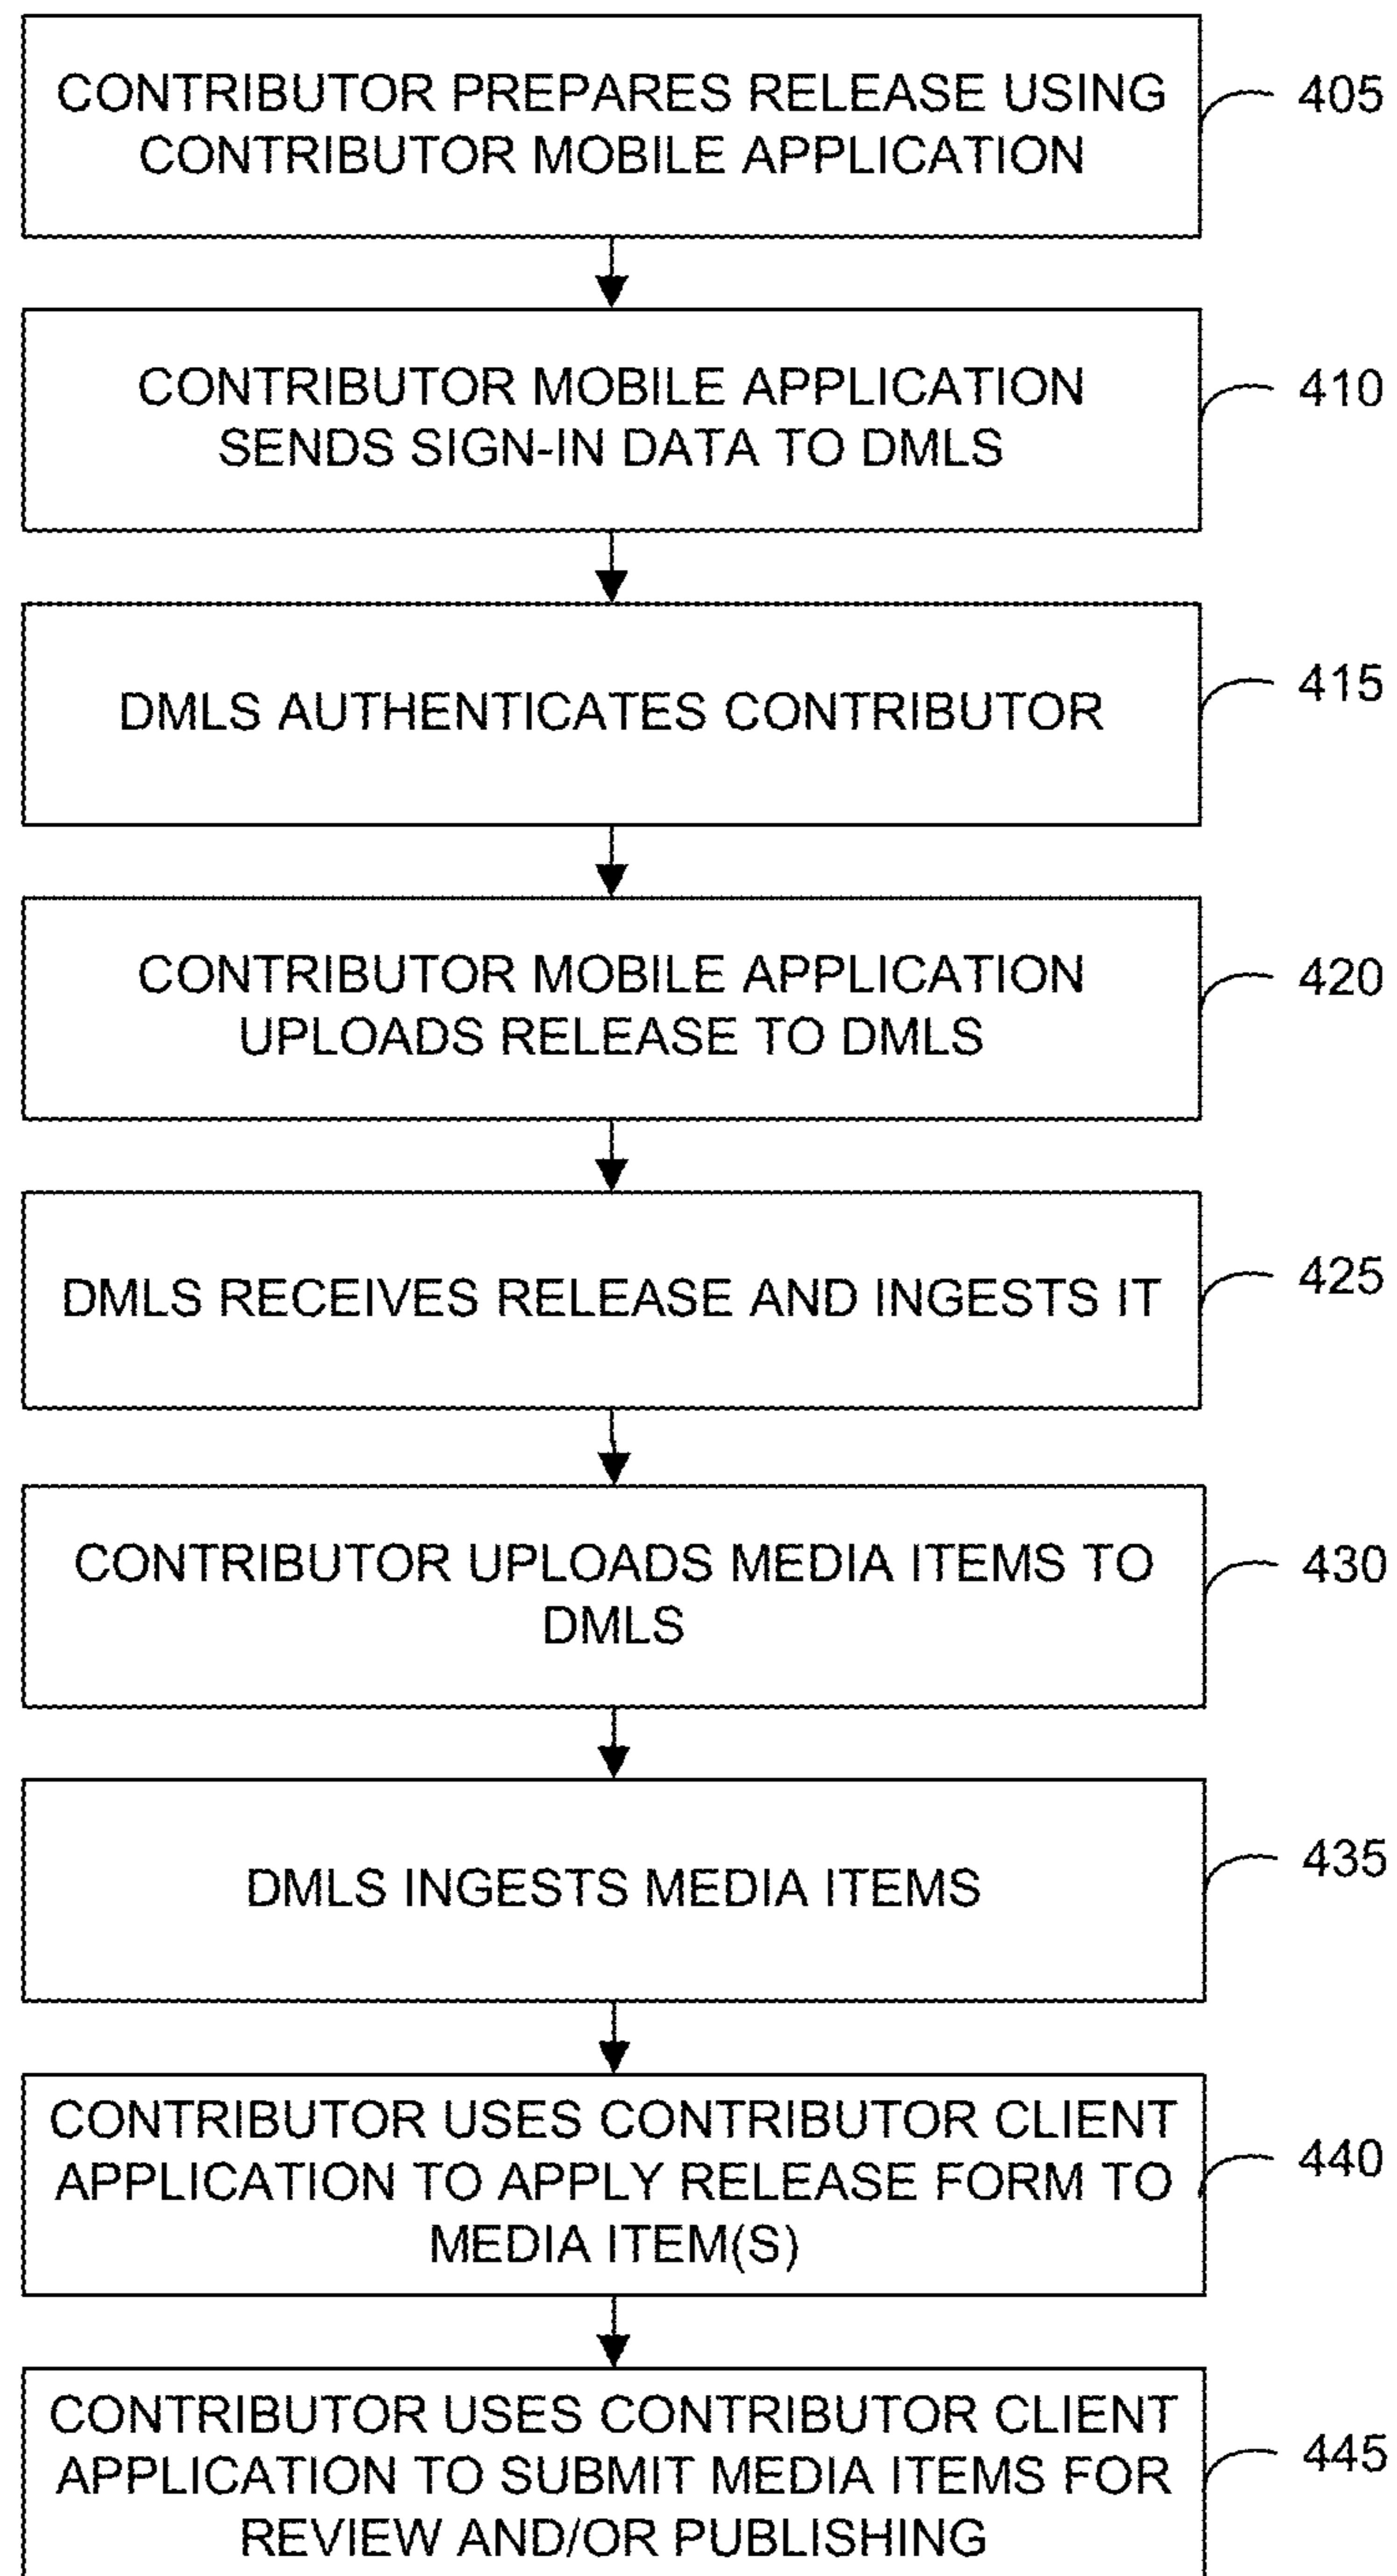 CONTRIBUTOR PREPARES RELEASE USING
CONTRIBUTOR MOBILE APPLICATION
405
CONTRIBUTOR MOBILE APPLICATION
SENDS SIGN-IN DATA TO DMLS
410
DMLS AUTHENTICATES CONTRIBUTOR
415
CONTRIBUTOR MOBILE APPLICATION
UPLOADS RELEASE TO DMLS
420
DMLS RECEIVES RELEASE AND INGESTS IT
425
CONTRIBUTOR UPLOADS MEDIA ITEMS TO
DMLS
430
DMLS INGESTS MEDIA ITEMS
435
CONTRIBUTOR USES CONTRIBUTOR CLIENT
APPLICATION TO APPLY RELEASE FORM TO
MEDIA ITEM(S)
440
CONTRIBUTOR USES CONTRIBUTOR CLIENT
APPLICATION TO SUBMIT MEDIA ITEMS FOR
REVIEW AND/OR PUBLISHING
445